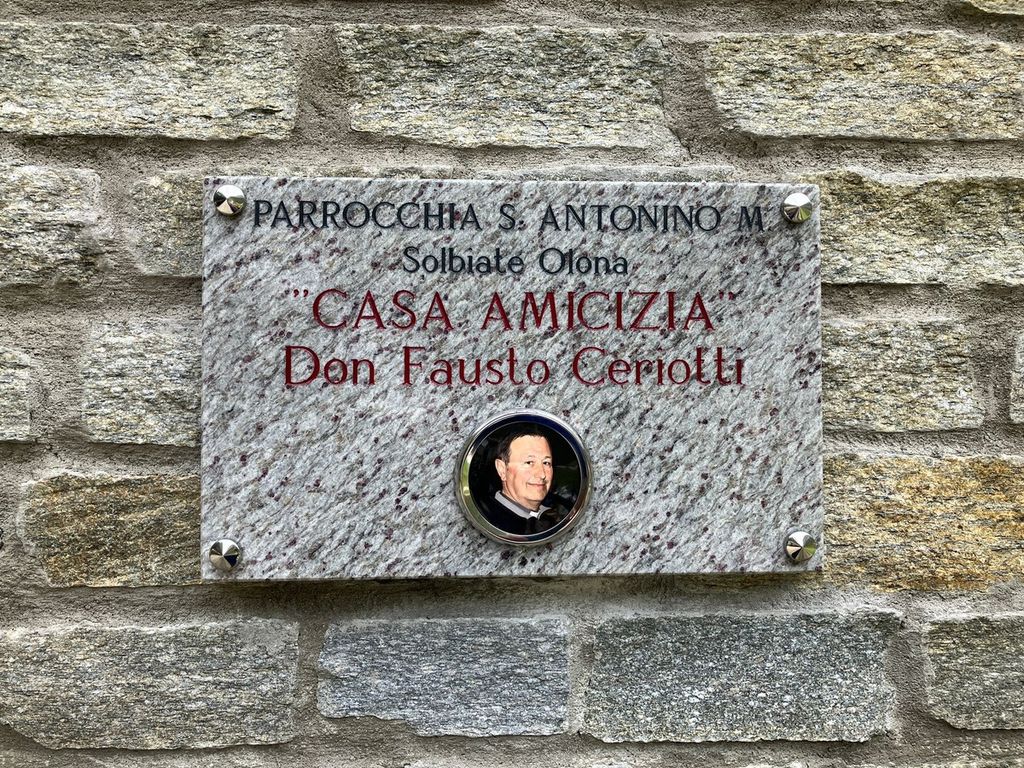 PARROCCHIA S. ANTONINO M.
Solbiate Olona
"CASA AMICIZIA"
Don Fausto Ceriotti